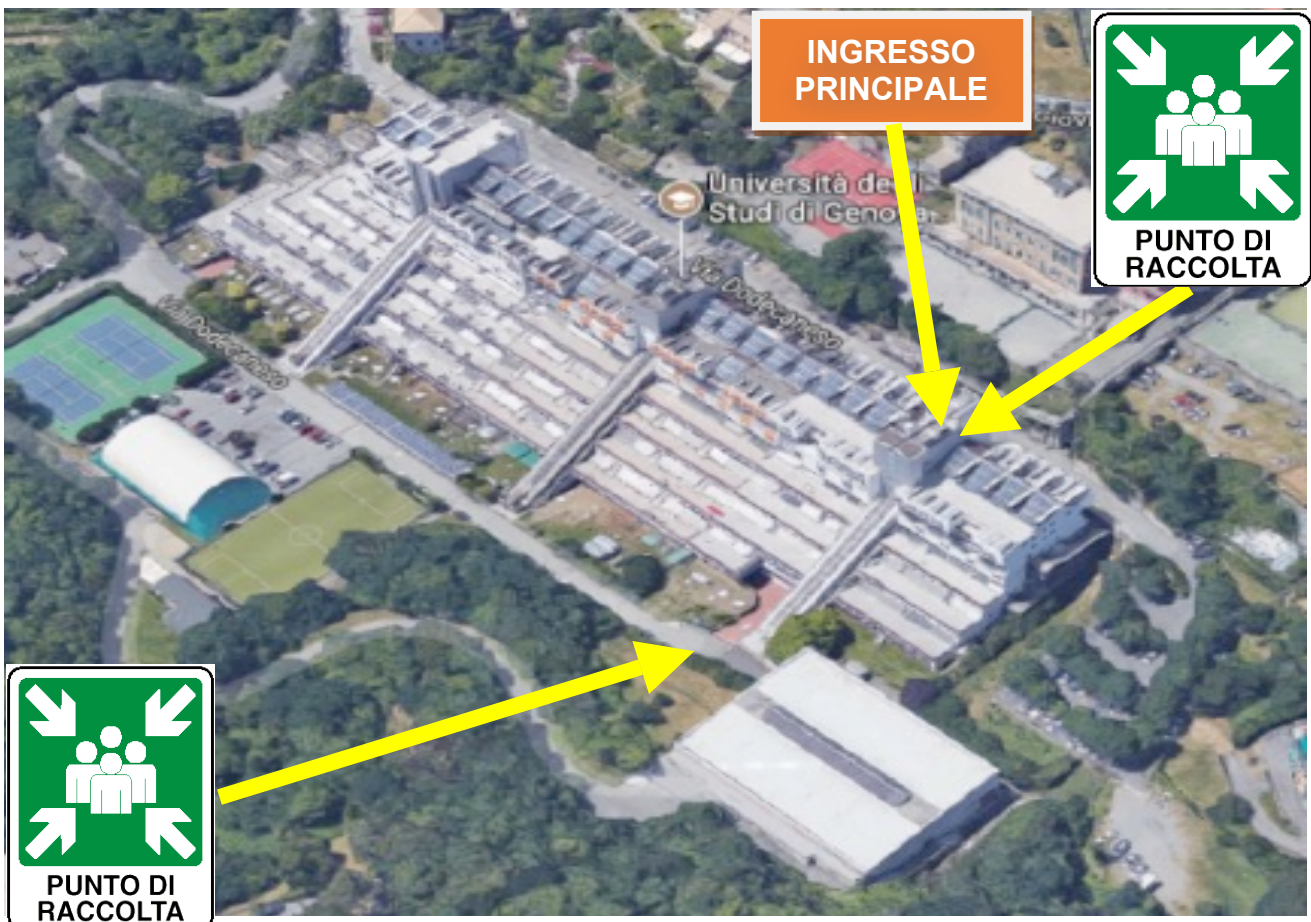 INGRESSO
PRINCIPALE
PUNTO DI
RACCOLTA
Università degli
Studi di Genova
Via Dodecaneso
Via Dodecaneso
PUNTO DI
RACCOLTA